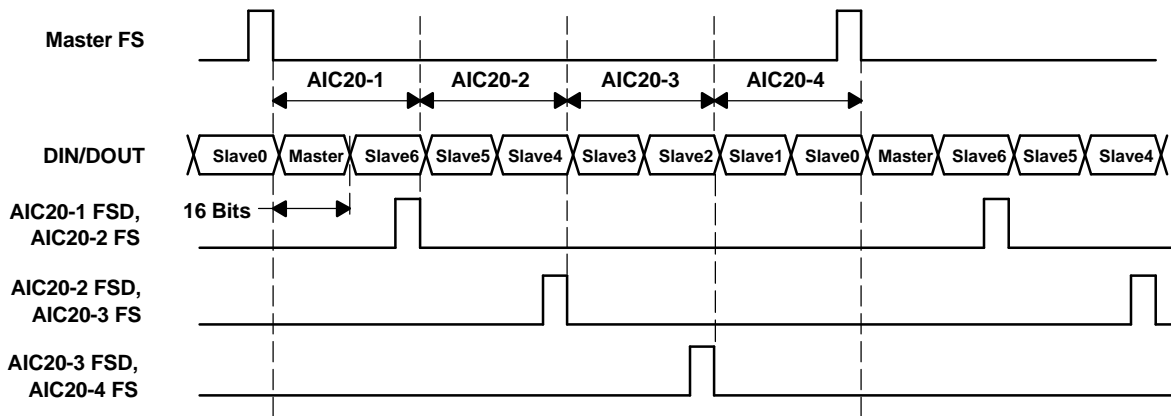 Master FS
AIC20-1 AIC20-2 AIC20-3 AIC20-4
DIN/DOUT Slave0 Master Slave6 Slave5 Slave4 Slave3 Slave2 Slave1 Slave0 Master Slave6 Slave5 Slave4
16 Bits
AIC20-1 FSD,
AIC20-2 FS
AIC20-2 FSD,
AIC20-3 FS
AIC20-3 FSD,
AIC20-4 FS